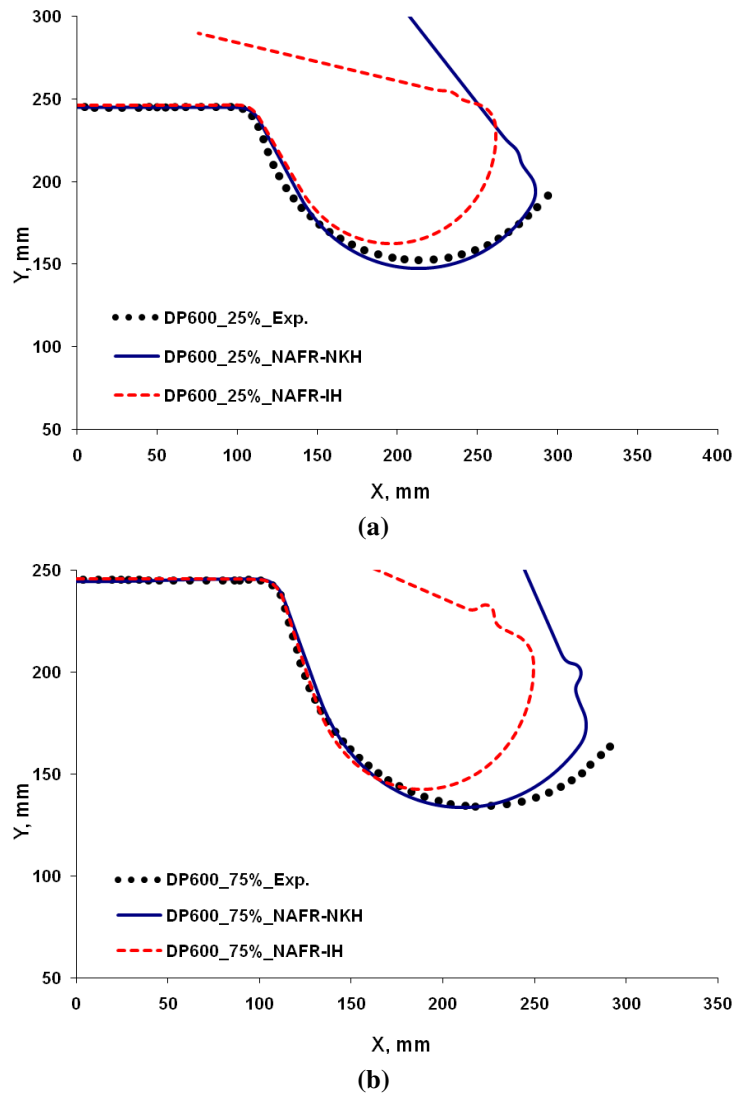 300
250
200
150
100
50
Y, mm
DP600_25%_Exp.
DP600_25%_NAFR-NKH
DP600_25%_NAFR-IH
0 50 100 150 200 250 300 350 400
X, mm
(a)
250
200
150
100
50
Y, mm
DP600_75%_Exp.
DP600_75%_NAFR-NKH
DP600_75%_NAFR-IH
0 50 100 150 200 250 300 350
X, mm
(b)